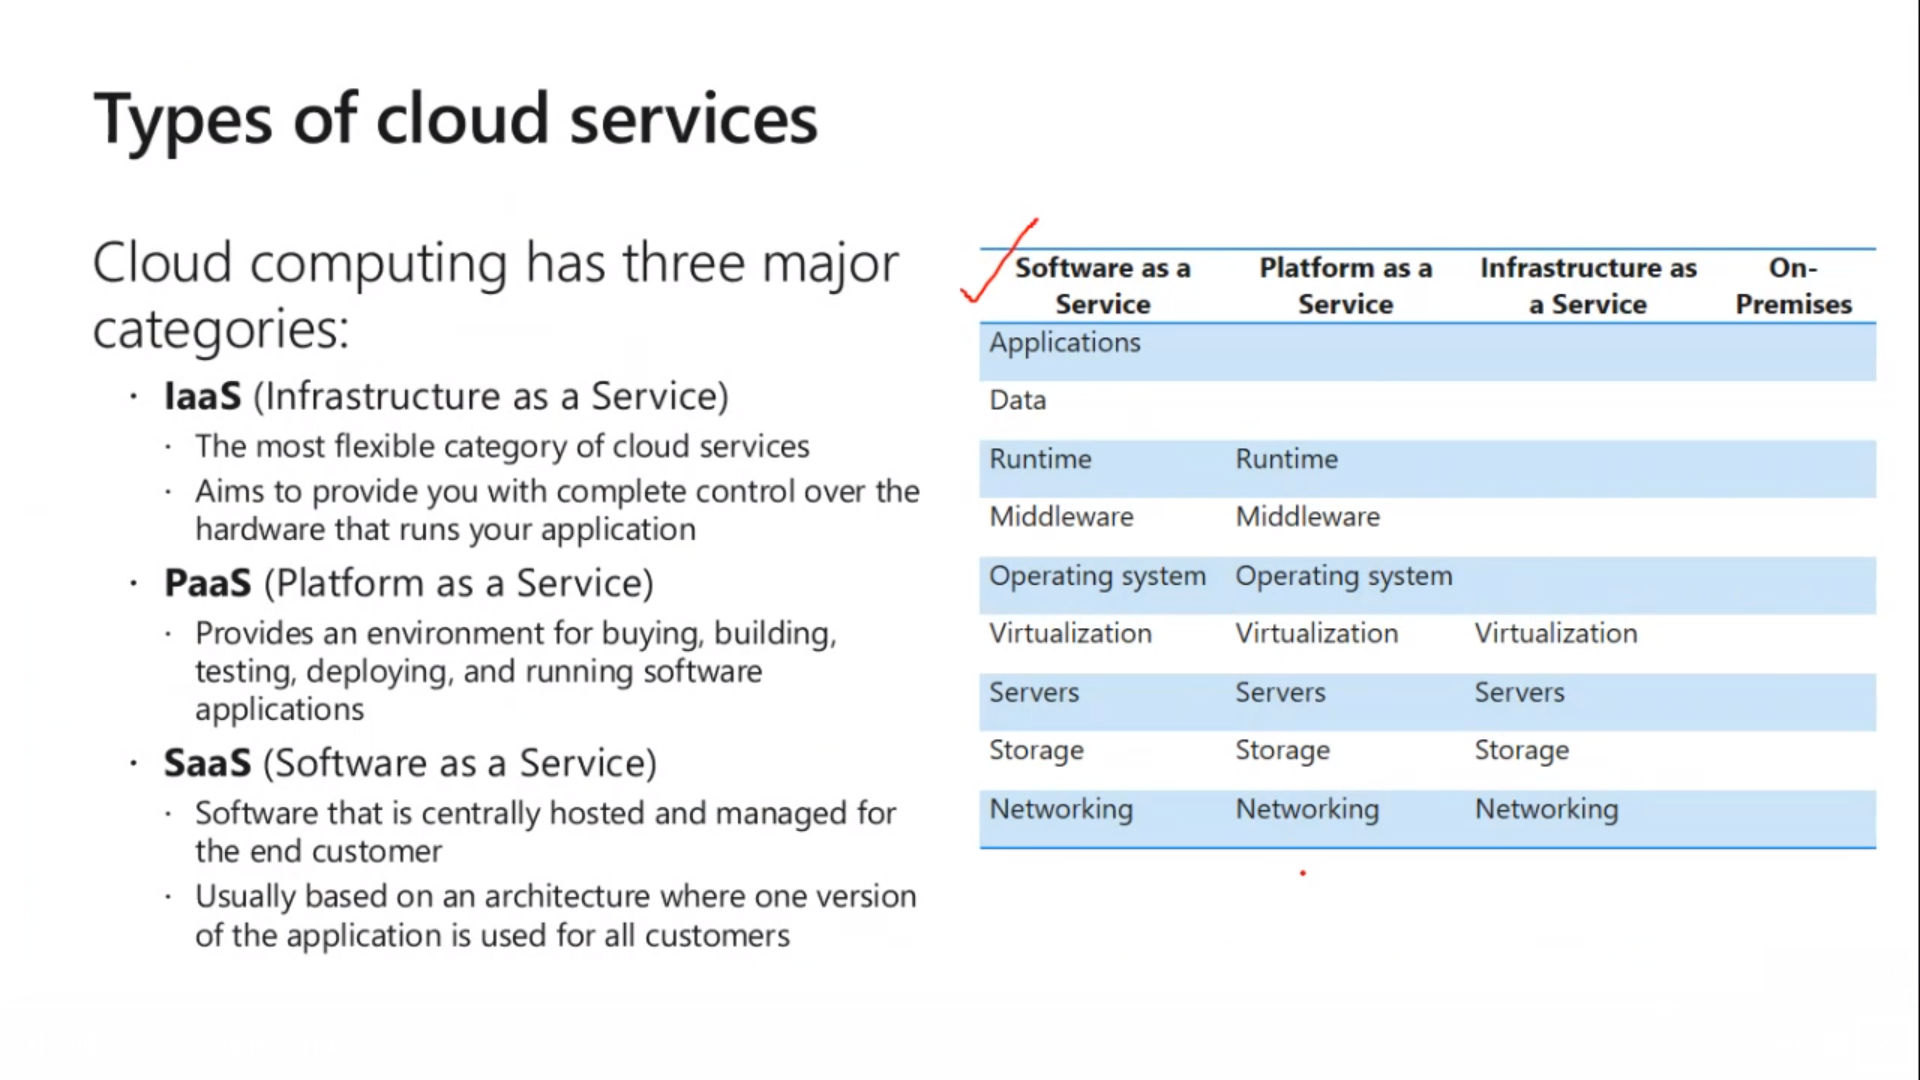 Types of cloud services
Cloud computing has three major
categories:
· IaaS (Infrastructure as a Service)
· The most flexible category of cloud services
· Aims to provide you with complete control over the
hardware that runs your application
· PaaS (Platform as a Service)
· Provides an environment for buying, building,
testing, deploying, and running software
applications
· SaaS (Software as a Service)
· Software that is centrally hosted and managed for
the end customer
· Usually based on an architecture where one version
of the application is used for all customers
Software as a Service Platform as a Service Infrastructure as a Service On-Premises
Applications
Data
Runtime Runtime
Middleware Middleware
Operating system Operating system
Virtualization Virtualization Virtualization
Servers Servers Servers
Storage Storage Storage
Networking Networking Networking